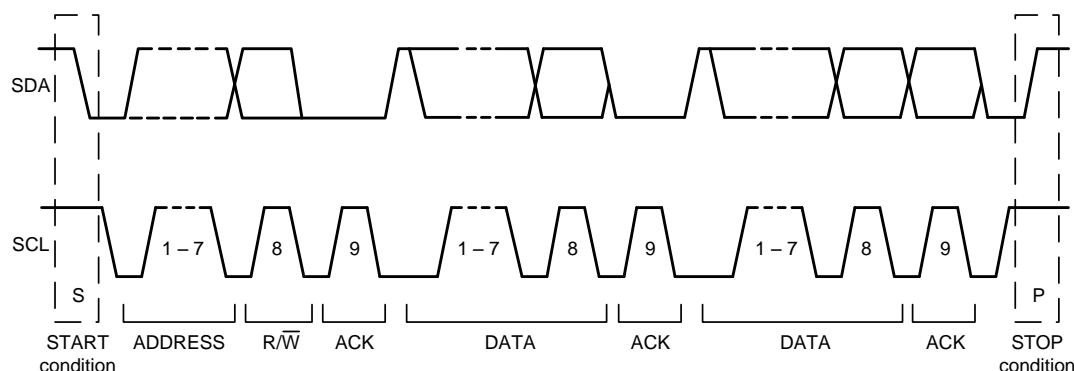 SDA
SCL
1 – 7 8 9 1 – 7 8 9 1 – 7 8 9
S P
START ADDRESS R/W̅ ACK DATA ACK DATA ACK STOP
condition condition